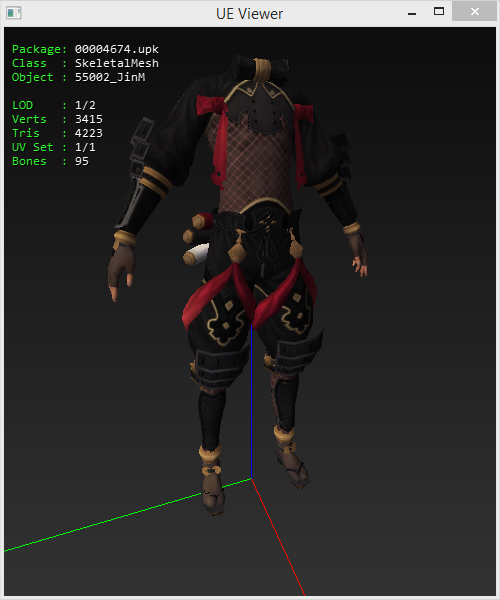 UE Viewer
Package: 00004674.upk
Class : SkeletalMesh
Object : 55002_JinM
LOD : 1/2
Verts : 3415
Tris : 4223
UV Set : 1/1
Bones : 95